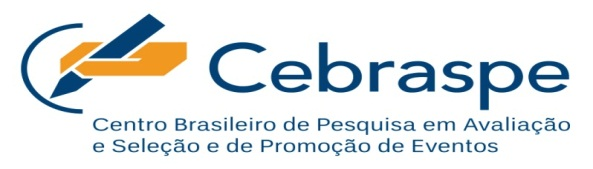 Cebraspe
Centro Brasileiro de Pesquisa em Avaliação
e Seleção e de Promoção de Eventos